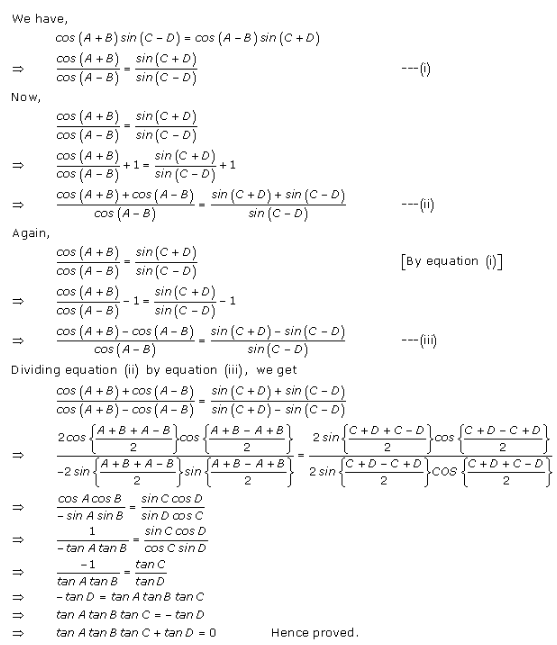 We have,
cos (A + B) sin (C − D) = cos (A − B) sin (C + D)
⇒ cos (A + B) / cos (A − B) = sin (C + D) / sin (C − D) ---(i)
Now,
cos (A + B) / cos (A − B) = sin (C + D) / sin (C − D)
⇒ cos (A + B) / cos (A − B) + 1 = sin (C + D) / sin (C − D) + 1
⇒ cos (A + B) + cos (A − B) / cos (A − B) = sin (C + D) + sin (C − D) / sin (C − D) ---(ii)
Again,
cos (A + B) / cos (A − B) = sin (C + D) / sin (C − D) [By equation (i)]
⇒ cos (A + B) / cos (A − B) − 1 = sin (C + D) / sin (C − D) − 1
⇒ cos (A + B) − cos (A − B) / cos (A − B) = sin (C + D) − sin (C − D) / sin (C − D) ---(iii)
Dividing equation (ii) by equation (iii), we get
cos (A + B) + cos (A − B) / cos (A + B) − cos (A − B) = sin (C + D) + sin (C − D) / sin (C + D) − sin (C − D)
⇒ 2 cos {A + B + A − B / 2} cos {A + B − A + B / 2} / −2 sin {A + B + A − B / 2} sin {A + B − A + B / 2} = 2 sin {C + D + C − D / 2} cos {C + D − C + D / 2} / 2 sin {C + D − C + D / 2} COS {C + D + C − D / 2}
⇒ cos A cos B / − sin A sin B = sin C cos D / sin D cos C
⇒ 1 / − tan A tan B = sin C cos D / cos C sin D
⇒ −1 / tan A tan B = tan C / tan D
⇒ − tan D = tan A tan B tan C
⇒ tan A tan B tan C = − tan D
⇒ tan A tan B tan C + tan D = 0 Hence proved.